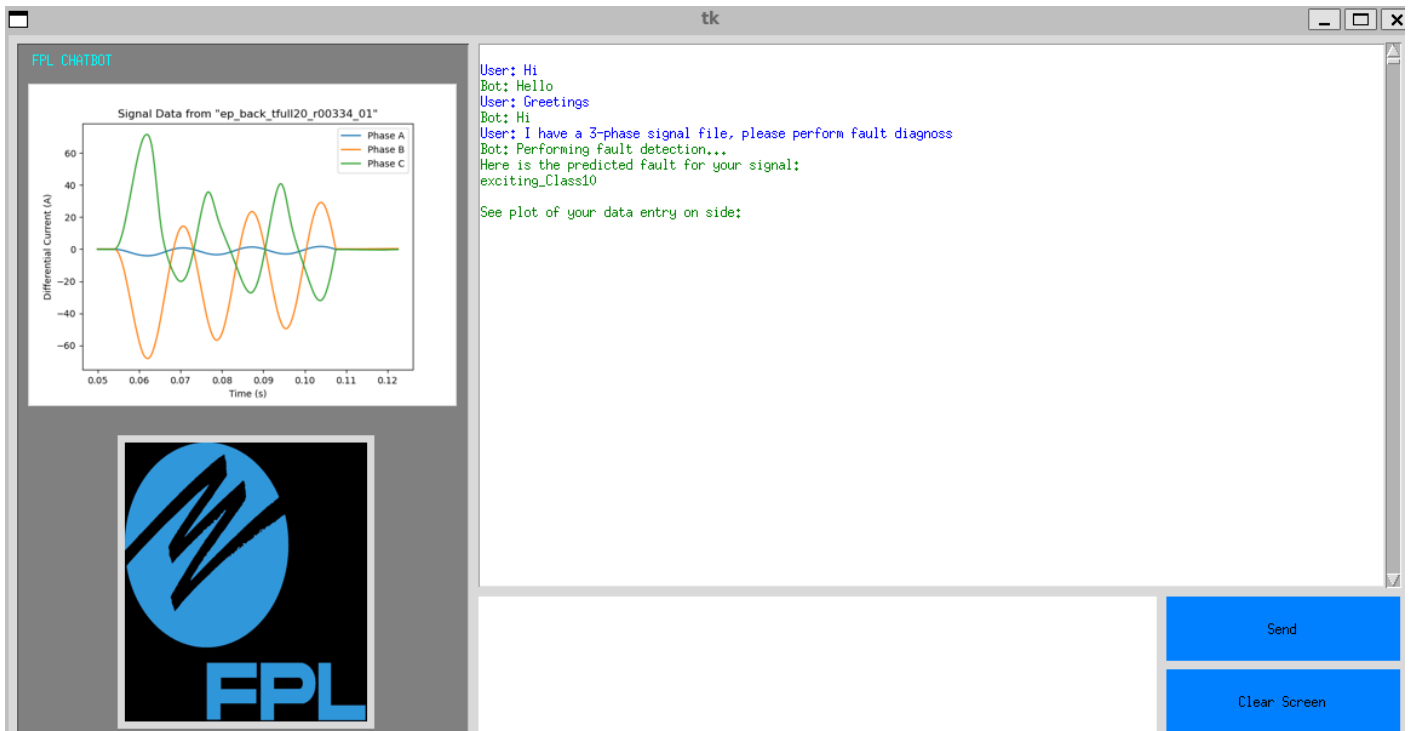 tk
FPL CHATBOT
Signal Data from "ep_back_tfull20_r00334_01"
Phase A
Phase B
Phase C
Differential Current (A)
60
40
20
0
−20
−40
−60
0.05 0.06 0.07 0.08 0.09 0.10 0.11 0.12
Time (s)
FPL
User: Hi
Bot: Hello
User: Greetings
Bot: Hi
User: I have a 3-phase signal file, please perform fault diagnoss
Bot: Performing fault detection...
Here is the predicted fault for your signal:
exciting_Class10
See plot of your data entry on side:
Send
Clear Screen